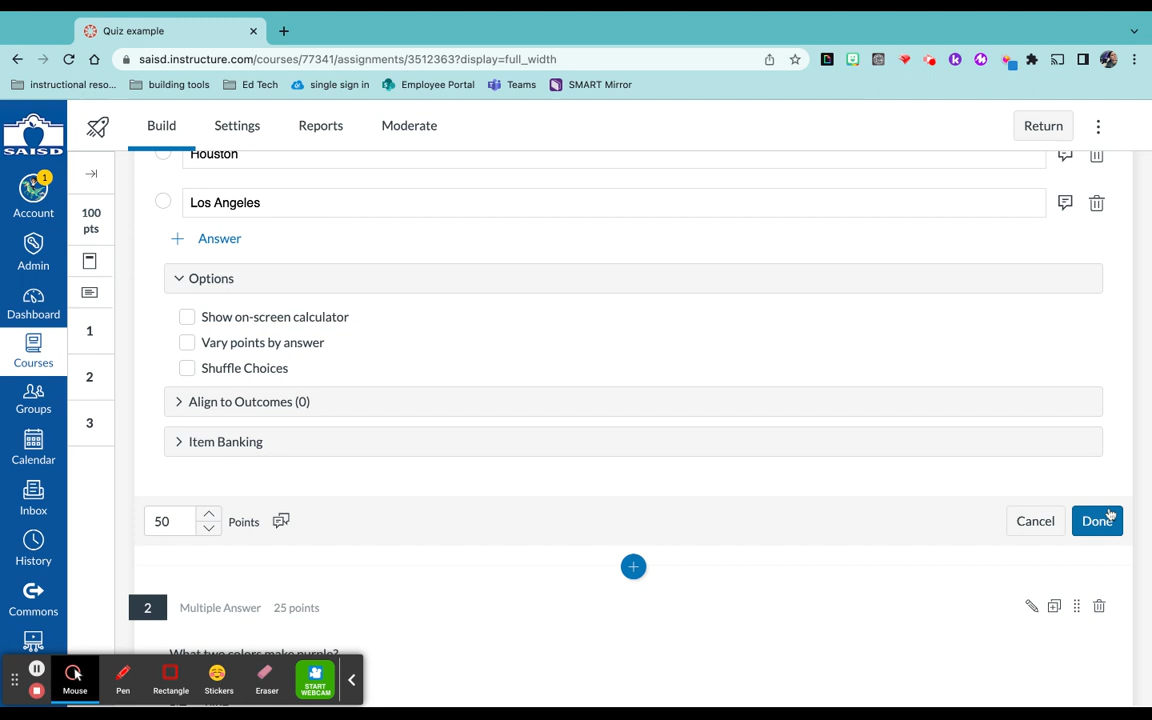 Quiz example
saisd.instructure.com/courses/77341/assignments/3512363?display=full_width
instructional reso...
building tools
Ed Tech
single sign in
Employee Portal
Teams
SMART Mirror
SAISD
Build
Settings
Reports
Moderate
Return
1
Account
Admin
Dashboard
Courses
Groups
Calendar
Inbox
History
Commons
100
pts
1
2
3
Houston
Los Angeles
Answer
Options
Show on-screen calculator
Vary points by answer
Shuffle Choices
Align to Outcomes (0)
Item Banking
50
Points
Cancel
Done
2
Multiple Answer
25 points
What two colors make purple?
Mouse
Pen
Rectangle
Stickers
Eraser
START
WEBCAM